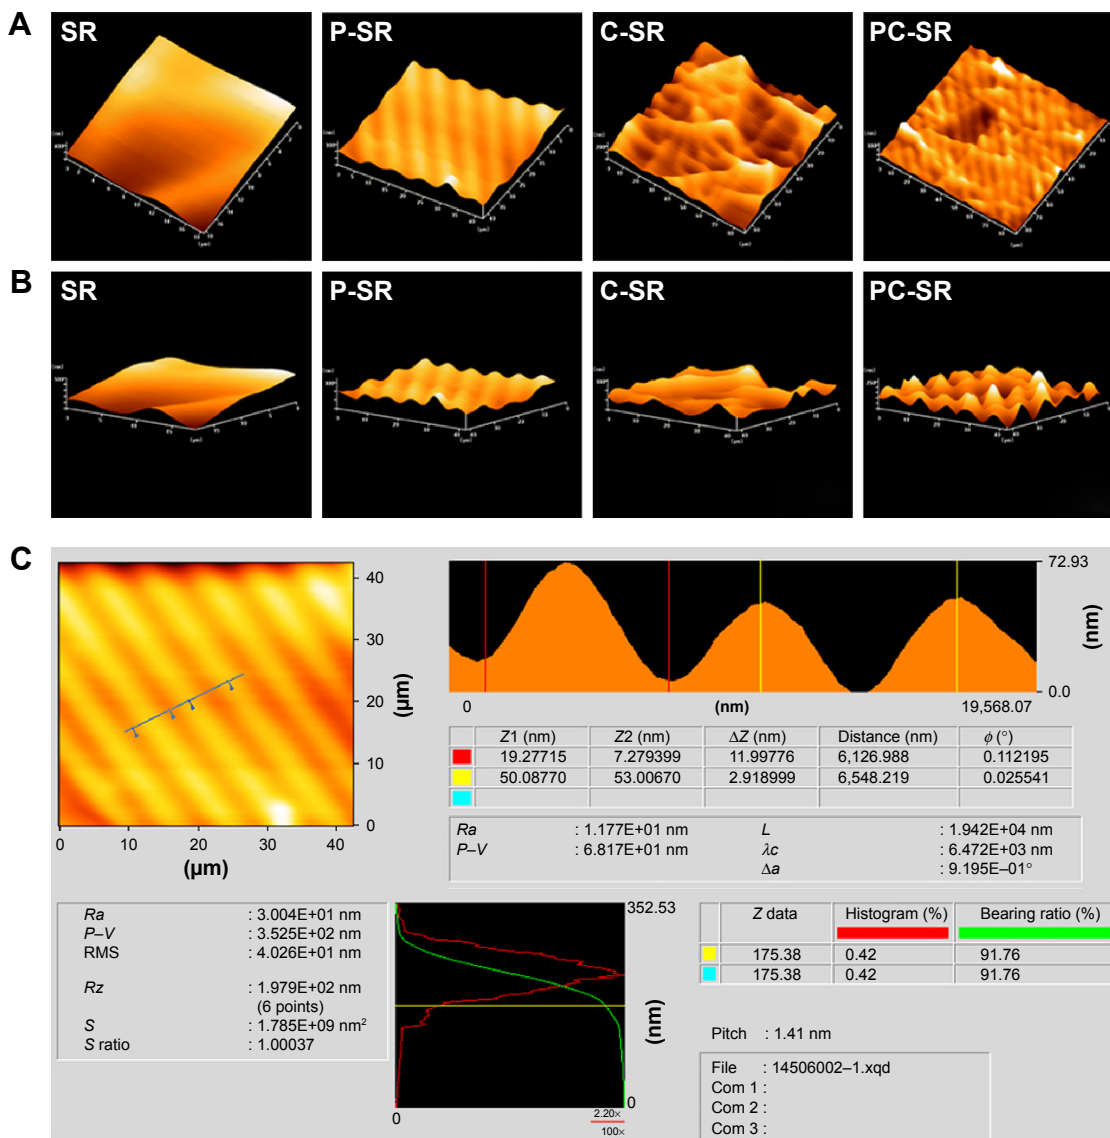 A
SR
P-SR
C-SR
PC-SR
B
SR
P-SR
C-SR
PC-SR
C
40
30
20
10
0
(µm)
0 10 20 30 40
(µm)
72.93
(nm)
0.0
0 (nm) 19,568.07
Z1 (nm) Z2 (nm) ΔZ (nm) Distance (nm) ϕ (°)
19.27715 7.279399 11.99776 6,126.988 0.112195
50.08770 53.00670 2.918999 6,548.219 0.025541
Ra : 1.177E+01 nm L : 1.942E+04 nm
P–V : 6.817E+01 nm λc : 6.472E+03 nm
Δa : 9.195E–01°
Ra : 3.004E+01 nm
P–V : 3.525E+02 nm
RMS : 4.026E+01 nm
Rz : 1.979E+02 nm
(6 points)
S : 1.785E+09 nm²
S ratio : 1.00037
352.53
(nm)
0
0
2.20×
100×
Z data Histogram (%) Bearing ratio (%)
175.38 0.42 91.76
175.38 0.42 91.76
Pitch : 1.41 nm
File : 14506002–1.xqd
Com 1 :
Com 2 :
Com 3 :